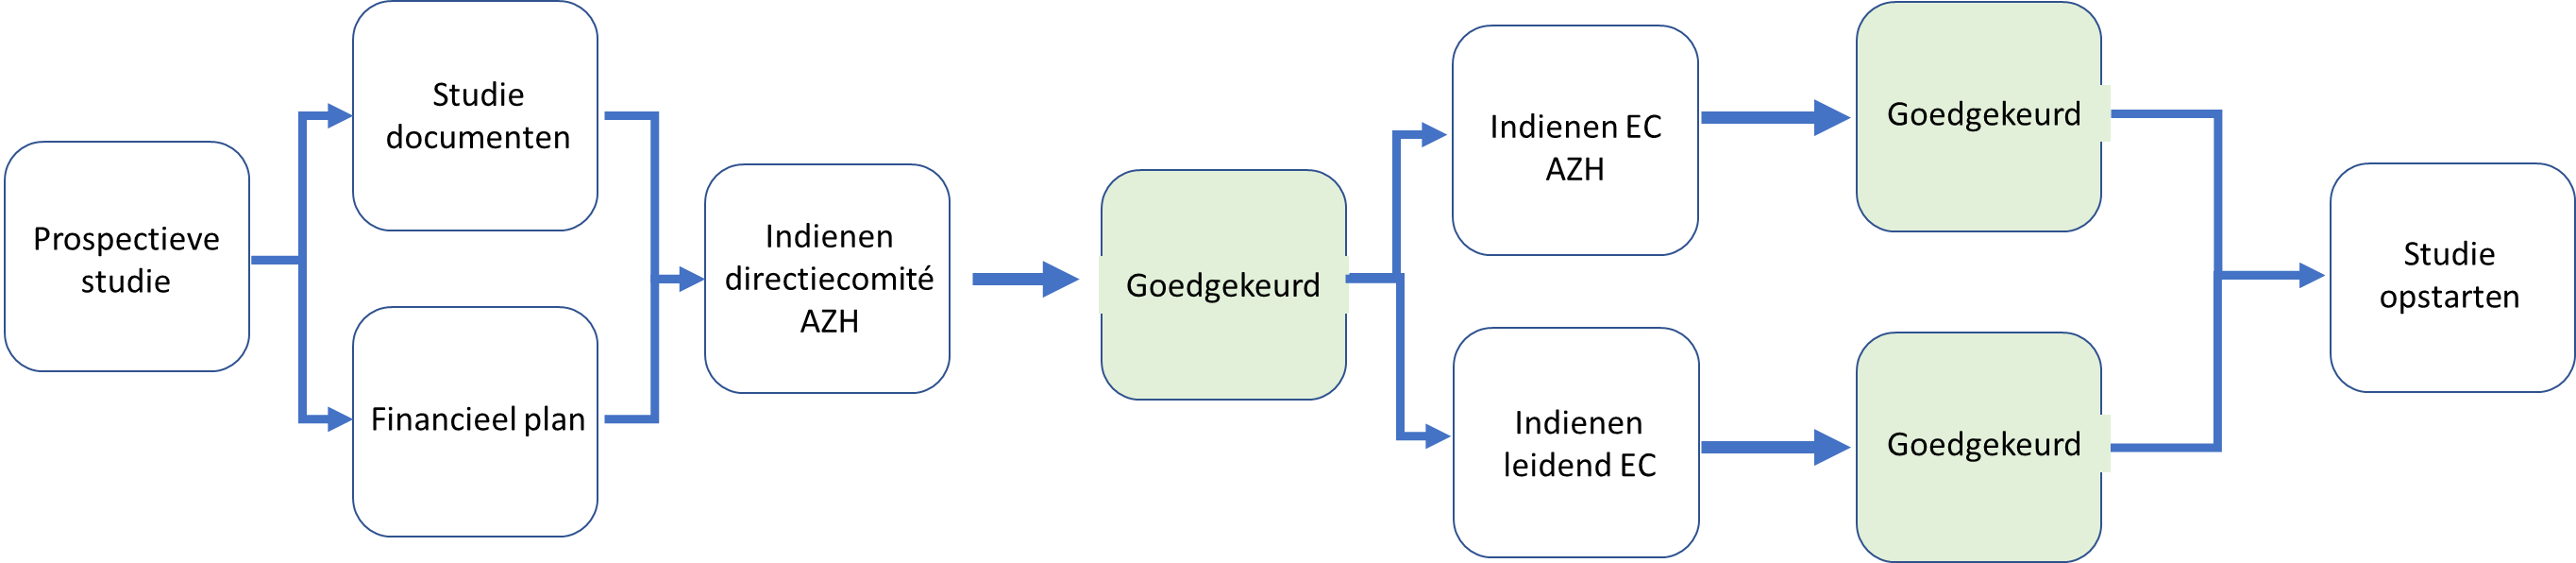 Prospectieve
studie
Studie
documenten
Financieel plan
Indienen
directiecomité
AZH
Goedgekeurd
Indienen EC
AZH
Goedgekeurd
Indienen
leidend EC
Goedgekeurd
Studie
opstarten